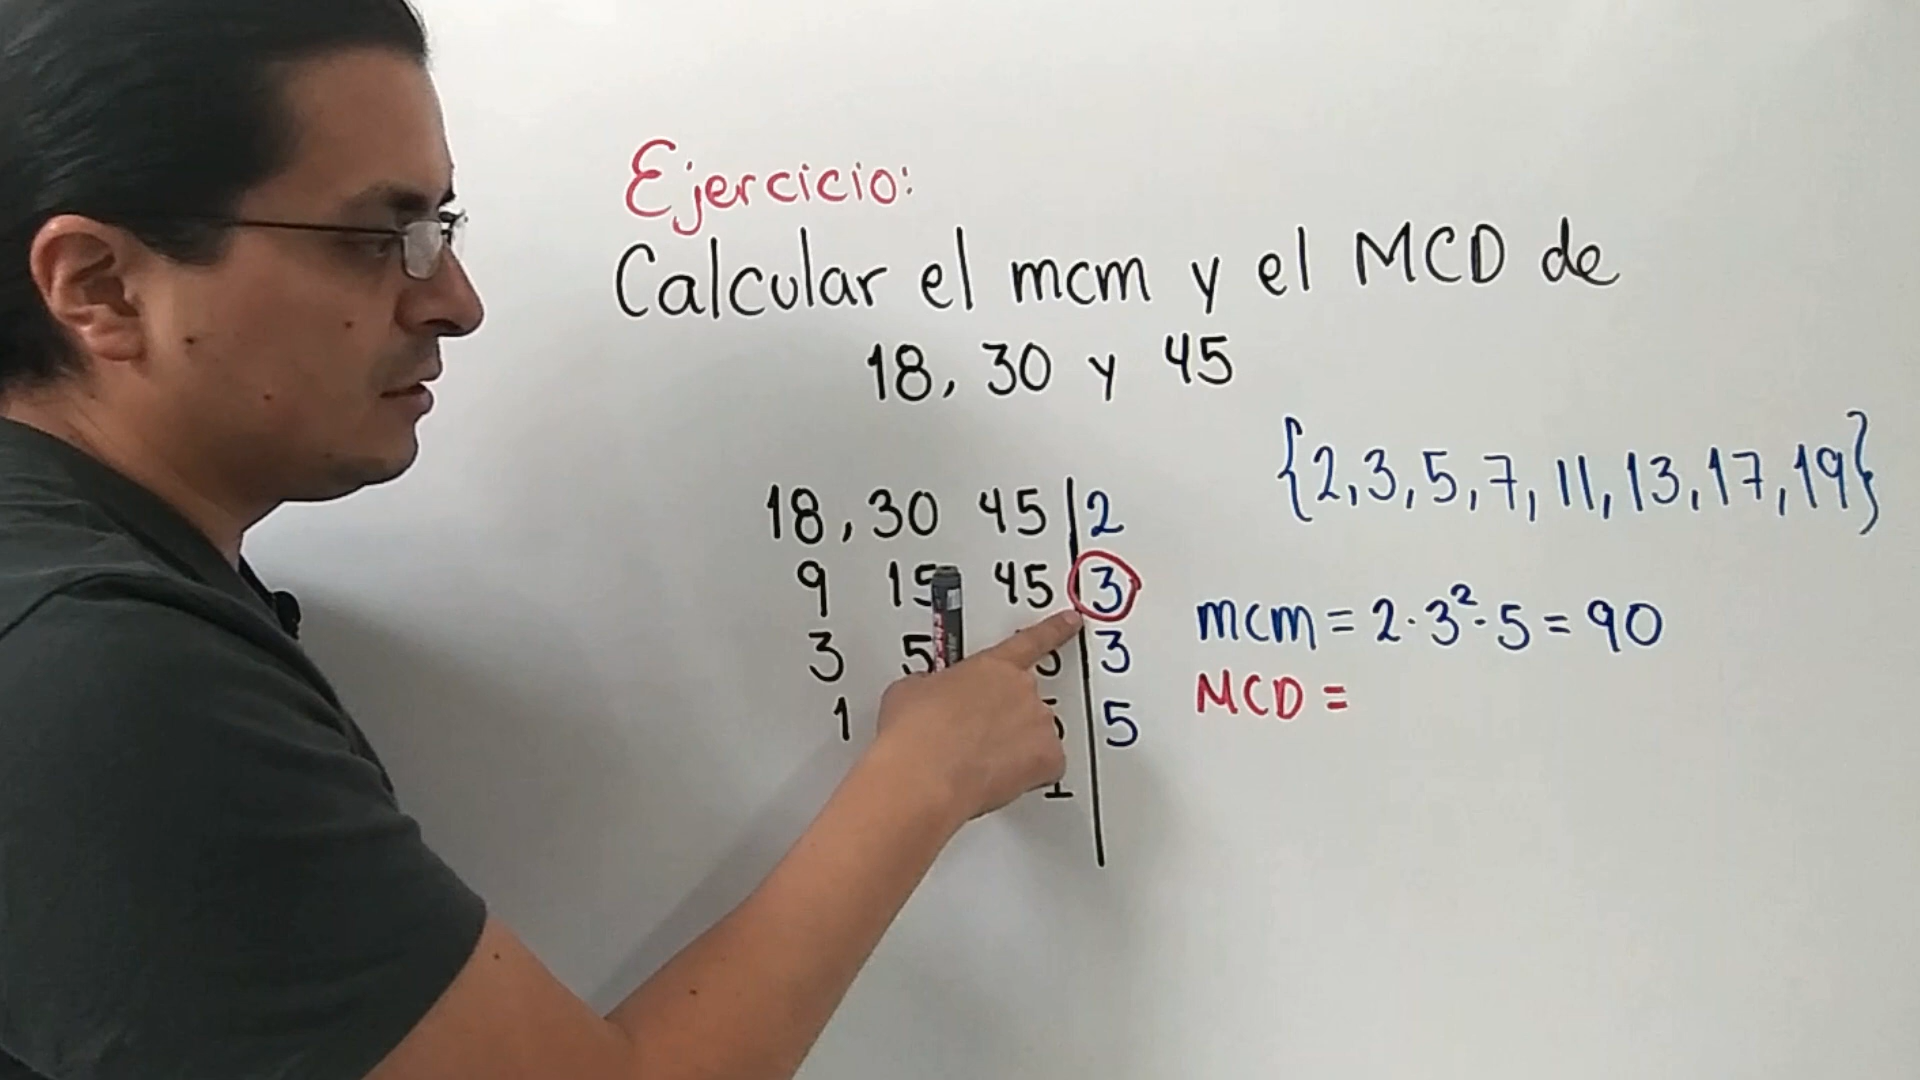 Ejercicio:
Calcular el mcm y el MCD de
18, 30 y 45
{2,3,5,7,11,13,17,19}
18, 30 45 | 2
9 15 45 | 3
3 5 | 3
1 | 5
1
mcm = 2·3²·5 = 90
MCD =